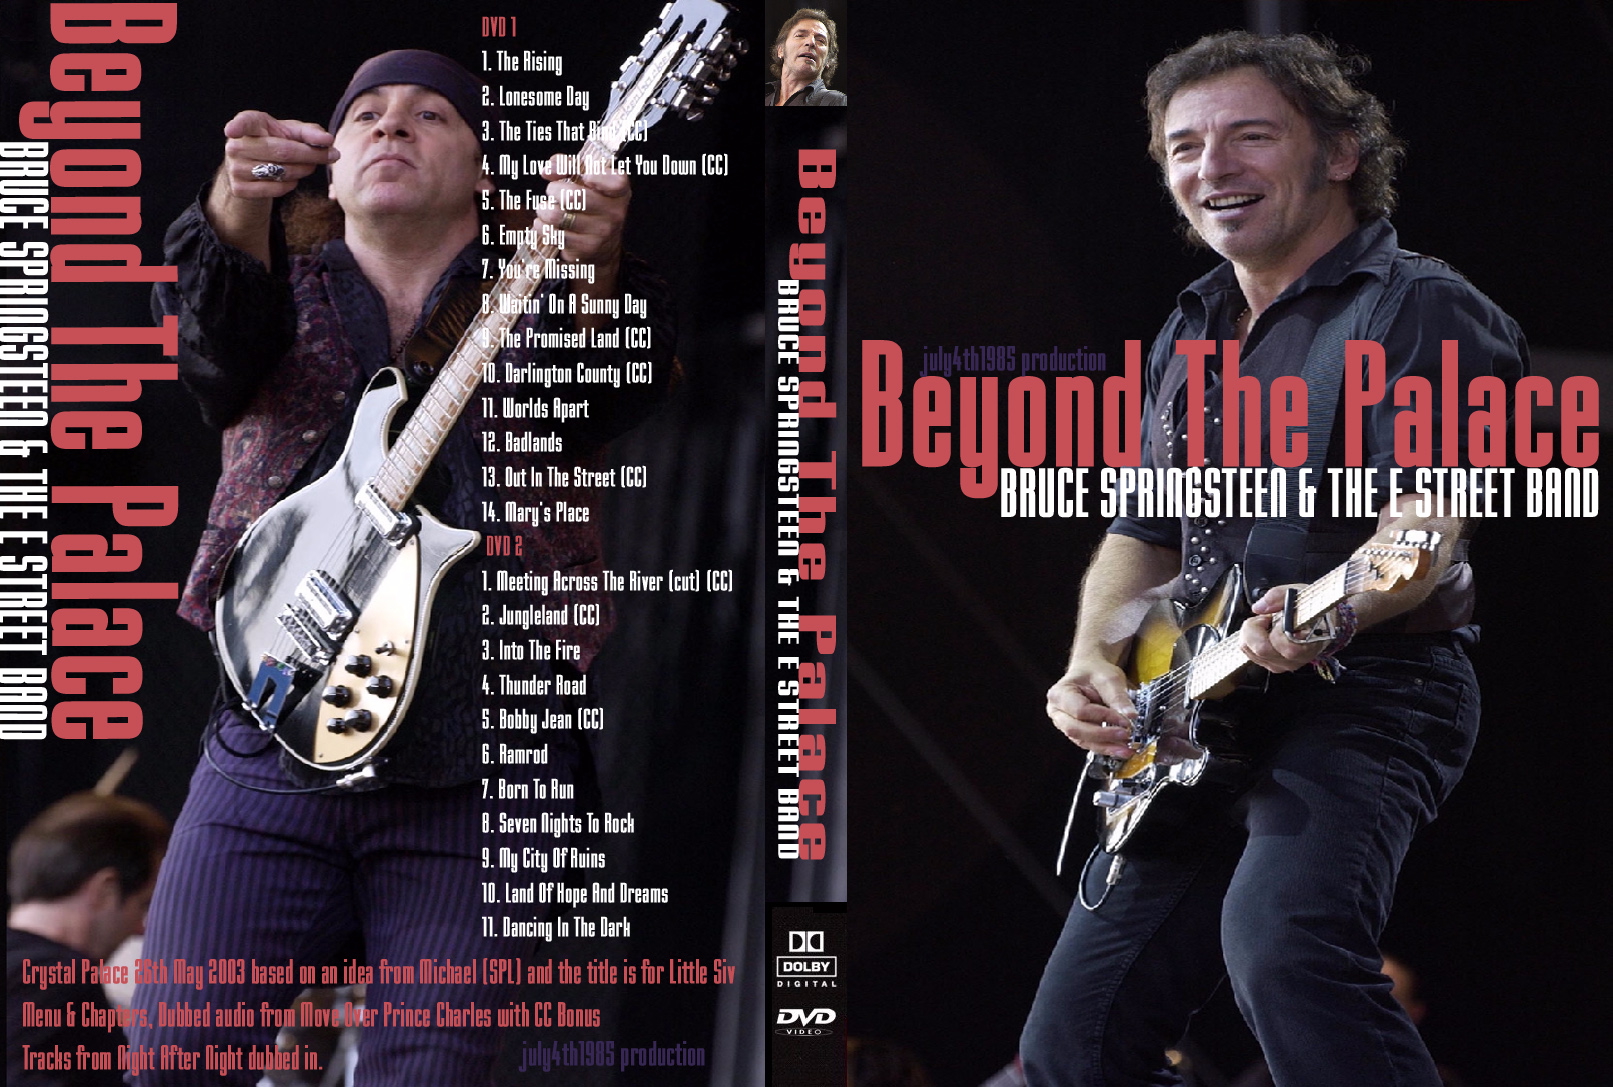 Beyond The Palace
BRUCE SPRINGSTEEN & THE E STREET BAND
DVD 1
1. The Rising
2. Lonesome Day
3. The Ties That Bind (CC)
4. My Love Will Not Let You Down (CC)
5. The Fuse (CC)
6. Empty Sky
7. You're Missing
8. Waitin' On A Sunny Day
9. The Promised Land (CC)
10. Darlington County (CC)
11. Worlds Apart
12. Badlands
13. Out In The Street (CC)
14. Mary's Place
DVD 2
1. Meeting Across The River (cut) (CC)
2. Jungleland (CC)
3. Into The Fire
4. Thunder Road
5. Bobby Jean (CC)
6. Ramrod
7. Born To Run
8. Seven Nights To Rock
9. My City Of Ruins
10. Land Of Hope And Dreams
11. Dancing In The Dark
Crystal Palace 26th May 2003 based on an idea from Michael (SPL) and the title is for Little Siv
Menu & Chapters, Dubbed audio from Move Over Prince Charles with CC Bonus
Tracks from Night After Night dubbed in.
july4th1985 production
Beyond The Palace
BRUCE SPRINGSTEEN & THE E STREET BAND
DOLBY
DIGITAL
DVD
VIDEO
july4th1985 production
Beyond The Palace
BRUCE SPRINGSTEEN & THE E STREET BAND